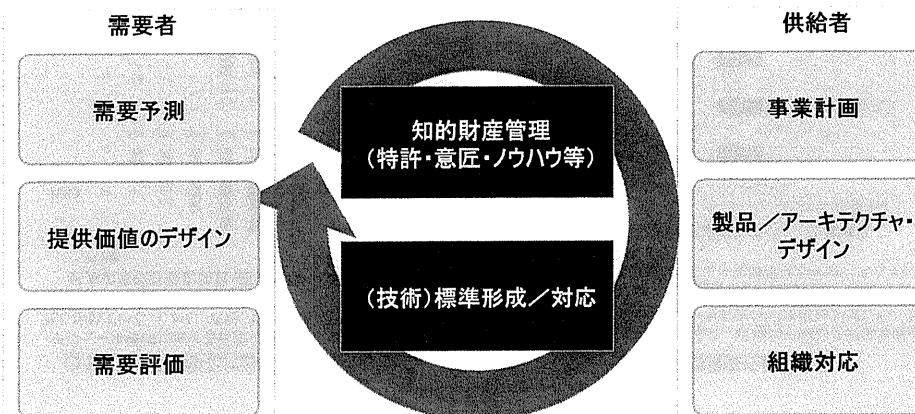 需要者
需要予測
提供価値のデザイン
需要評価
知的財産管理
(特許・意匠・ノウハウ等)
(技術)標準形成/対応
供給者
事業計画
製品/アーキテクチャ・
デザイン
組織対応